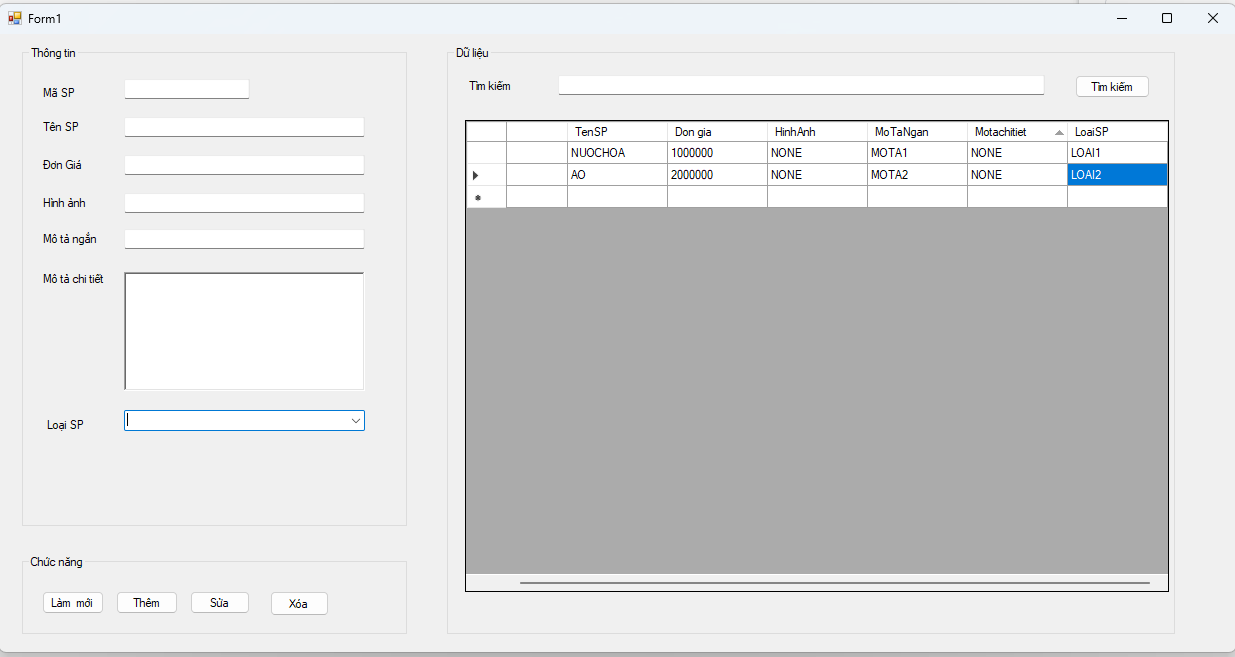 Form1
Thông tin
Mã SP
Tên SP
Đơn Giá
Hình ảnh
Mô tả ngắn
Mô tả chi tiết
Loại SP
Chức năng
Làm mới Thêm Sửa Xóa
Dữ liệu
Tìm kiếm Tìm kiếm
TenSP Don gia HinhAnh MoTaNgan Motachitiet LoaiSP
NUOCHOA 1000000 NONE MOTA1 NONE LOAI1
AO 2000000 NONE MOTA2 NONE LOAI2